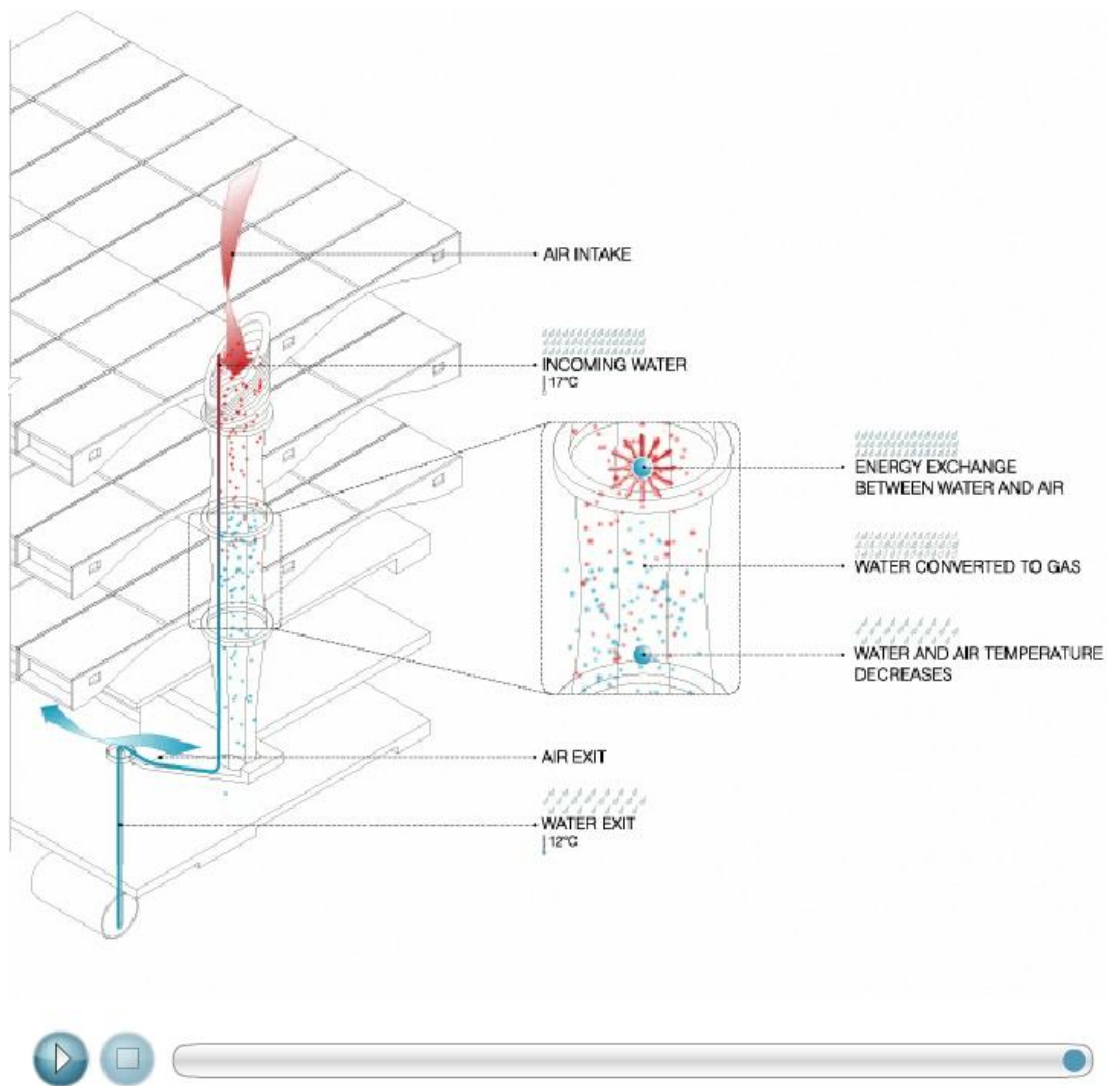 AIR INTAKE
INCOMING WATER
17°C
ENERGY EXCHANGE
BETWEEN WATER AND AIR
WATER CONVERTED TO GAS
WATER AND AIR TEMPERATURE
DECREASES
AIR EXIT
WATER EXIT
12°C